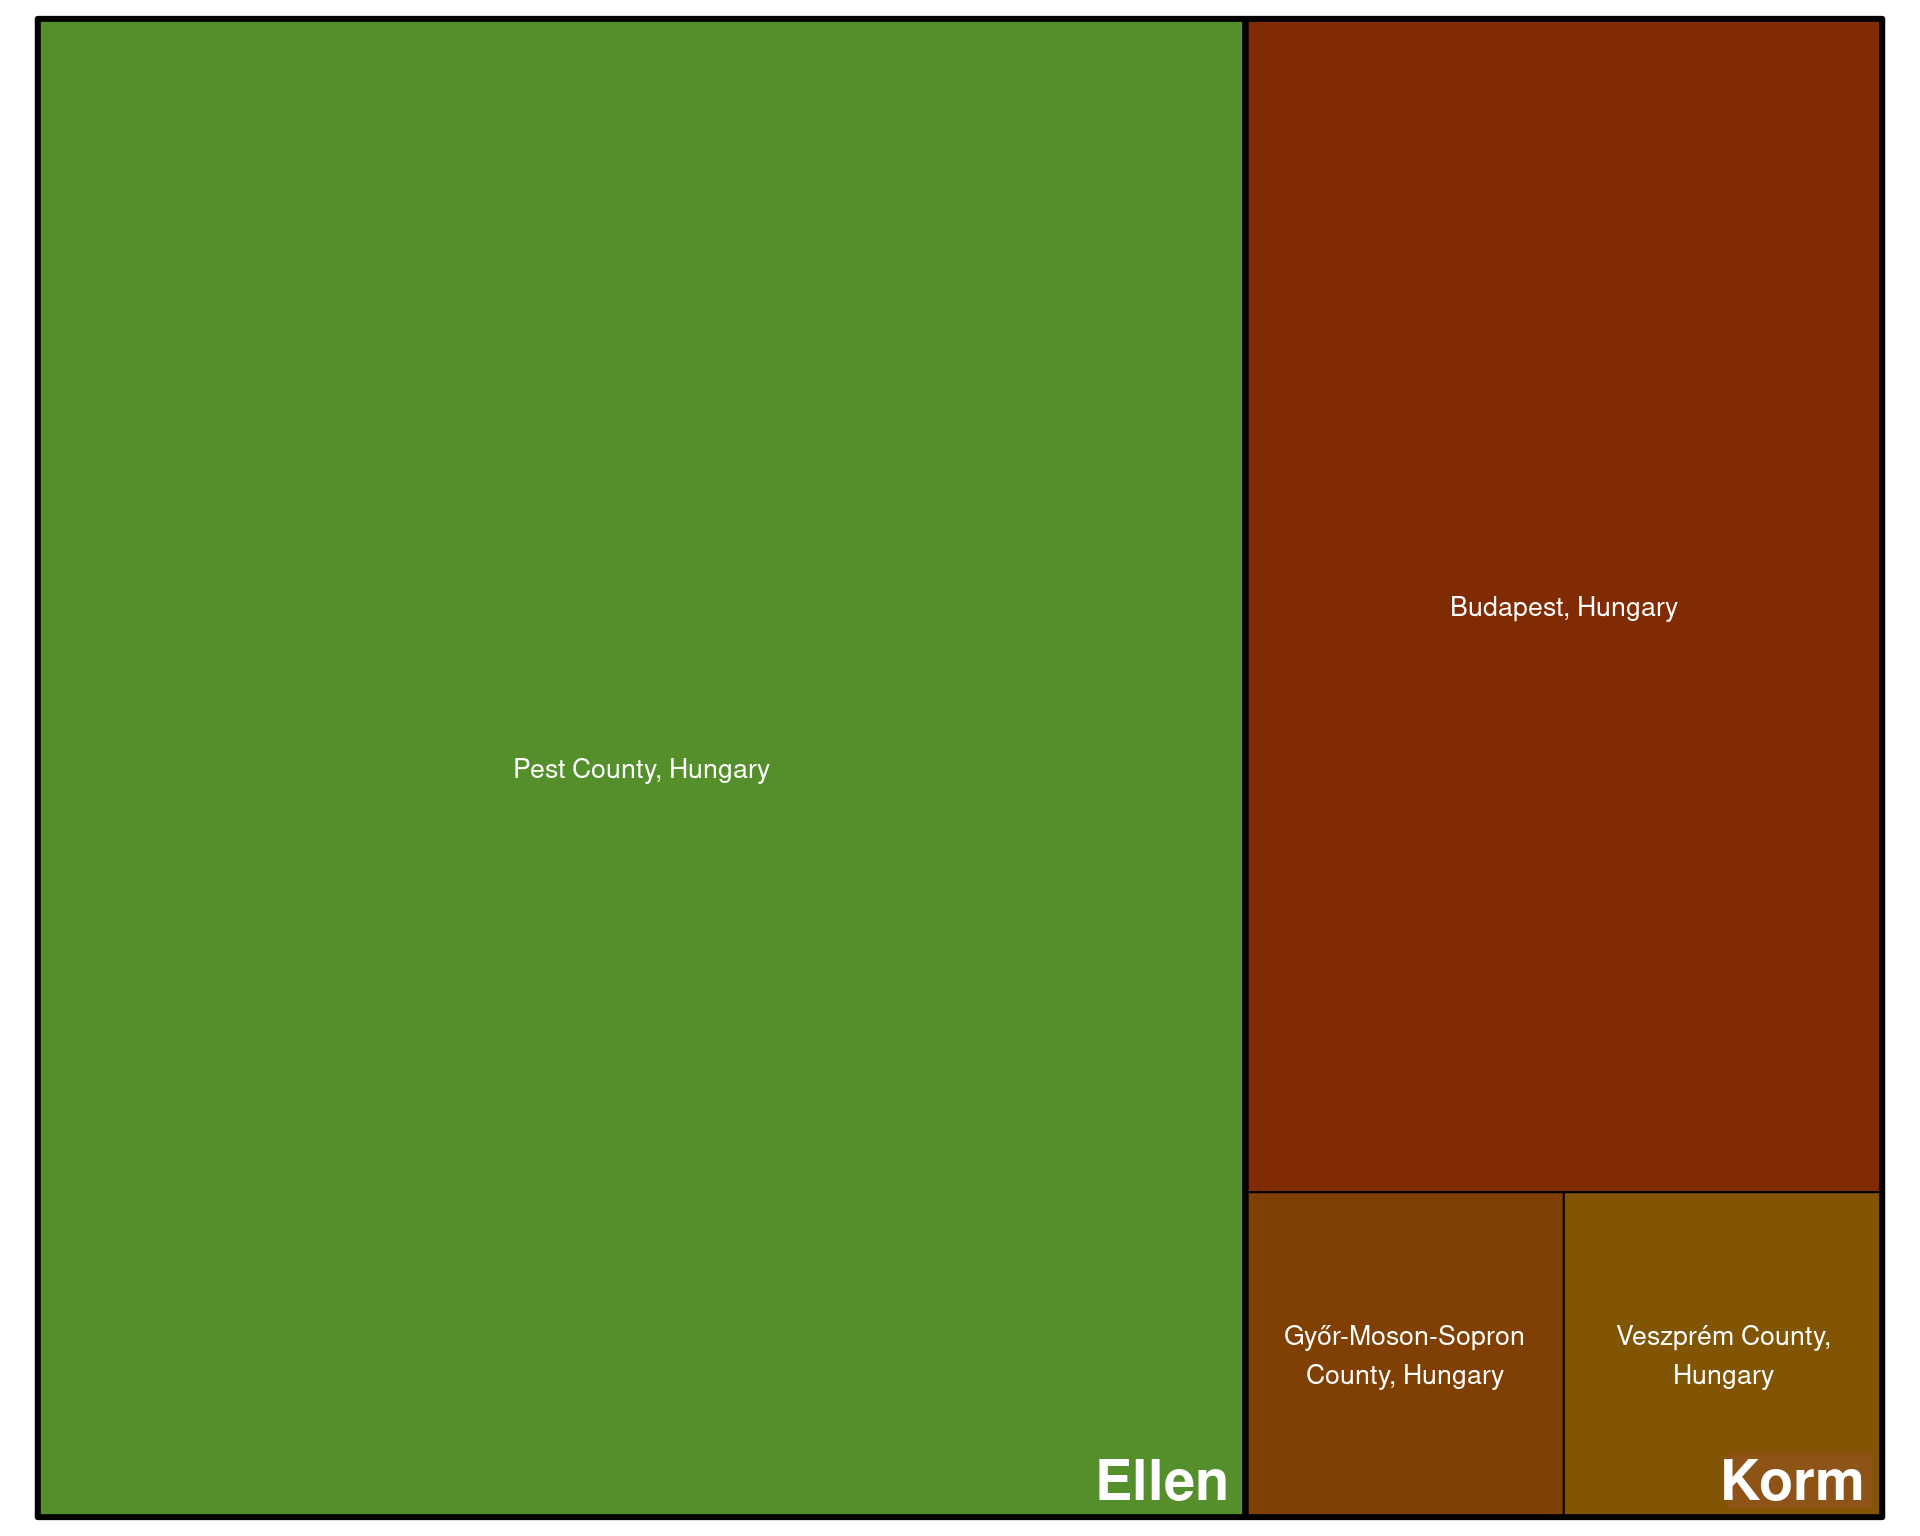 Budapest, Hungary
Pest County, Hungary
Győr-Moson-Sopron
County, Hungary
Veszprém County,
Hungary
Ellen
Korm